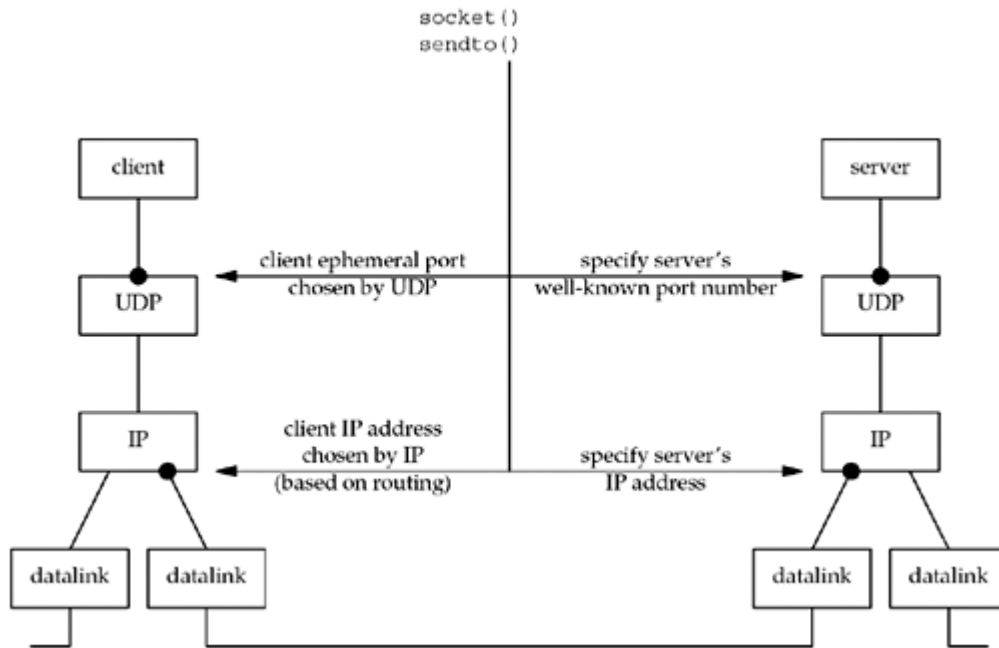 socket()
sendto()
client
server
client ephemeral port
chosen by UDP
specify server's
well-known port number
UDP
UDP
IP
client IP address
chosen by IP
(based on routing)
specify server's
IP address
IP
datalink
datalink
datalink
datalink